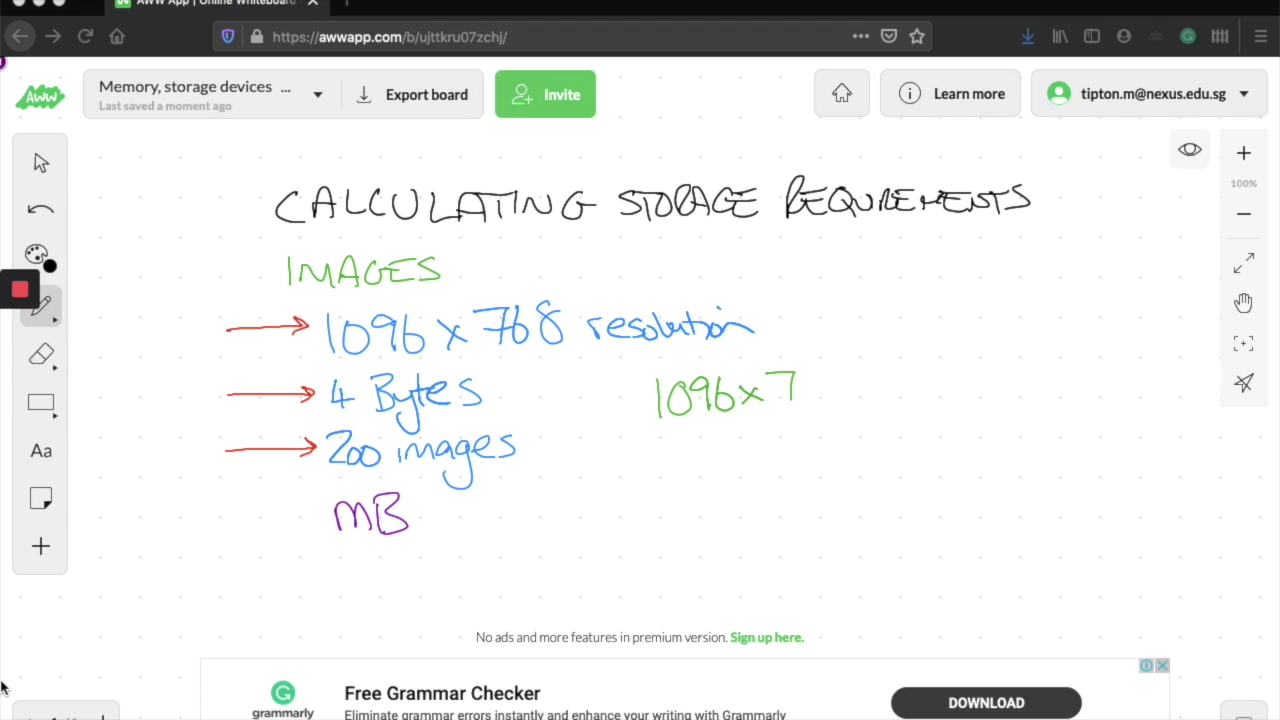 AWW App | Online Whiteboard
https://awwapp.com/b/ujttkru07zchj/
AWW
Memory, storage devices ...
Last saved a moment ago
Export board
Invite
Learn more
tipton.m@nexus.edu.sg
100%
CALCULATING STORAGE REQUIREMENTS
IMAGES
1096 x 768 resolution
4 Bytes
1096 x 7
200 images
MB
Aa
No ads and more features in premium version. Sign up here.
grammarly
Free Grammar Checker
Eliminate grammar errors instantly and enhance your writing with Grammarly
DOWNLOAD